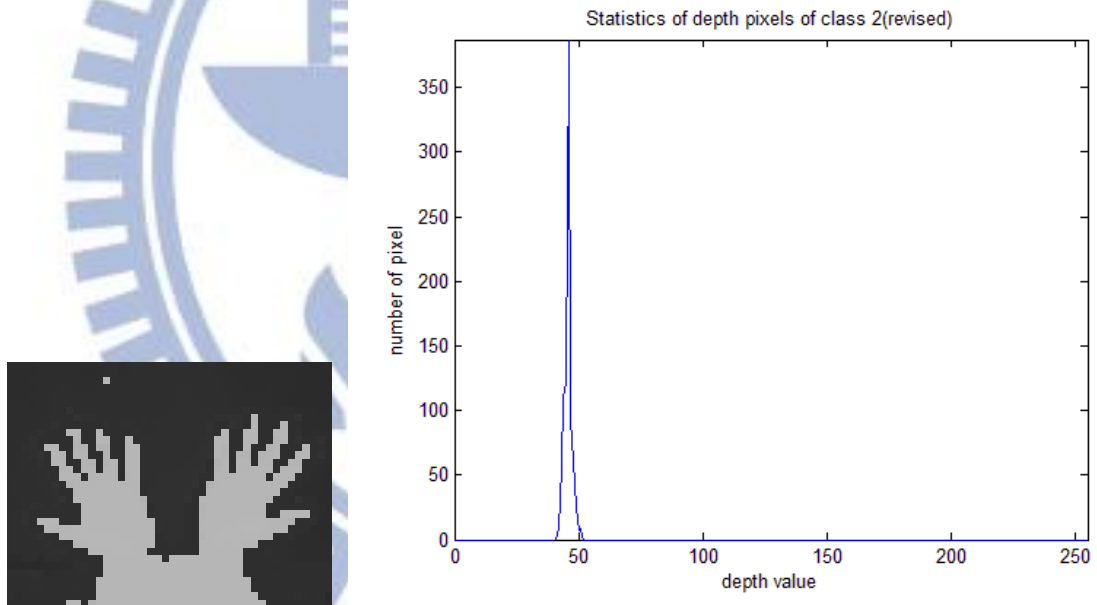 Statistics of depth pixels of class 2(revised)
350
300
250
200
150
100
50
0
number of pixel
0 50 100 150 200 250
depth value